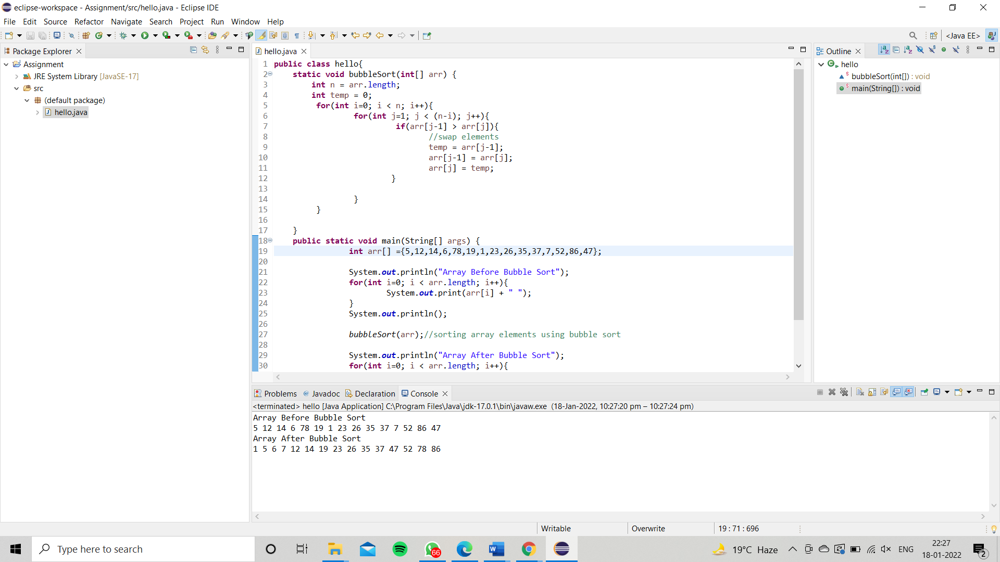 eclipse-workspace - Assignment/src/hello.java - Eclipse IDE
File Edit Source Refactor Navigate Search Project Run Window Help
<Java EE>
Package Explorer
Assignment
JRE System Library [JavaSE-17]
src
(default package)
hello.java
hello.java
1 public class hello{
2 static void bubbleSort(int[] arr) {
3 int n = arr.length;
4 int temp = 0;
5 for(int i=0; i < n; i++){
6 for(int j=1; j < (n-i); j++){
7 if(arr[j-1] > arr[j]){
8 //swap elements
9 temp = arr[j-1];
10 arr[j-1] = arr[j];
11 arr[j] = temp;
12 }
13
14 }
15 }
16
17 }
18 public static void main(String[] args) {
19 int arr[] ={5,12,14,6,78,19,1,23,26,35,37,7,52,86,47};
20
21 System.out.println("Array Before Bubble Sort");
22 for(int i=0; i < arr.length; i++){
23 System.out.print(arr[i] + " ");
24 }
25 System.out.println();
26
27 bubbleSort(arr);//sorting array elements using bubble sort
28
29 System.out.println("Array After Bubble Sort");
30 for(int i=0; i < arr.length; i++){
Outline
hello
bubbleSort(int[]) : void
main(String[]) : void
Problems @ Javadoc Declaration Console
<terminated> hello [Java Application] C:\Program Files\Java\jdk-17.0.1\bin\javaw.exe (18-Jan-2022, 10:27:20 pm – 10:27:24 pm)
Array Before Bubble Sort
5 12 14 6 78 19 1 23 26 35 37 7 52 86 47
Array After Bubble Sort
1 5 6 7 12 14 19 23 26 35 37 47 52 78 86
Writable Overwrite 19 : 71 : 696
Type here to search
66
19°C Haze
ENG
22:27
18-01-2022
2